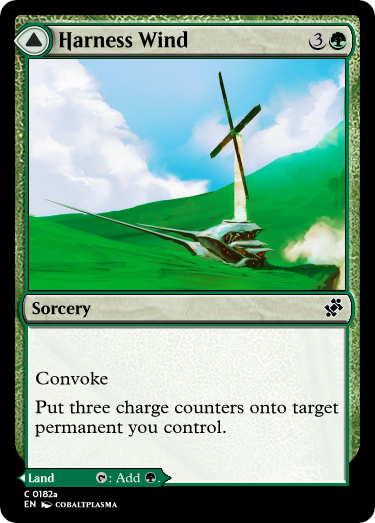 Harness Wind 3
Sorcery
Convoke
Put three charge counters onto target
permanent you control.
Land : Add .
C 0182a
EN COBALTPLASMA